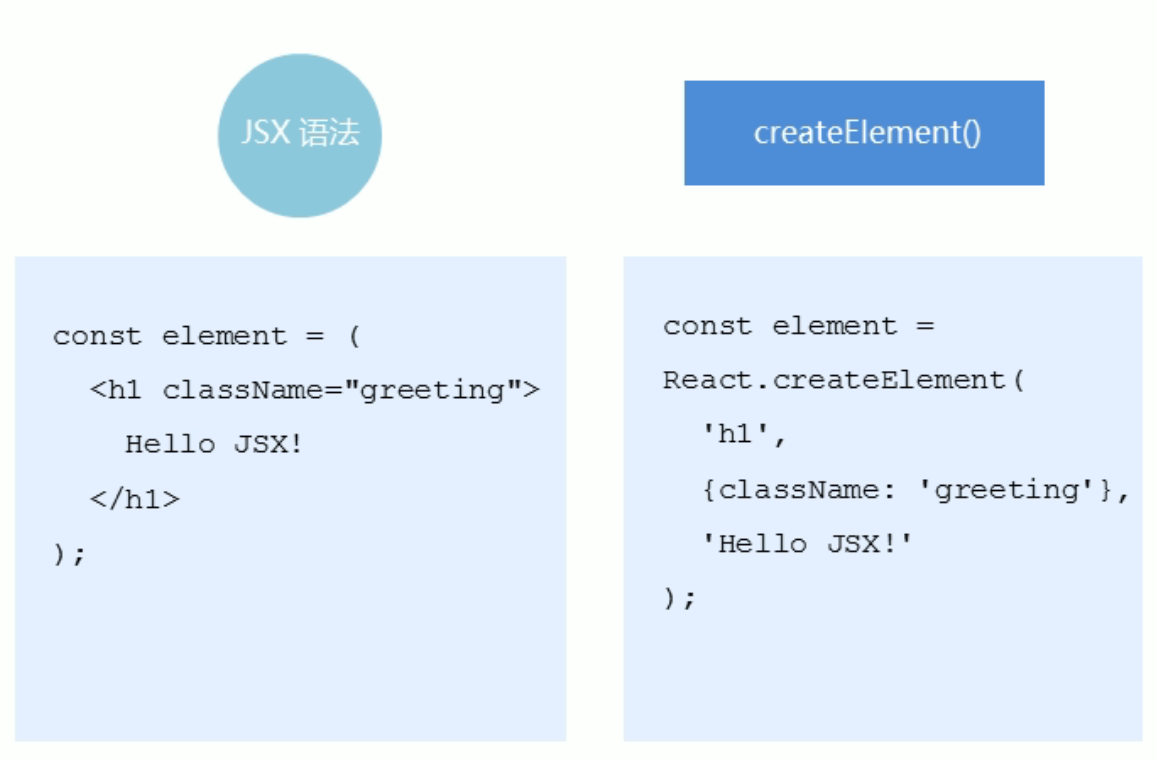 JSX 语法
createElement()
const element = (
  <h1 className="greeting">
    Hello JSX!
  </h1>
);
const element =
React.createElement(
  'h1',
  {className: 'greeting'},
  'Hello JSX!'
);